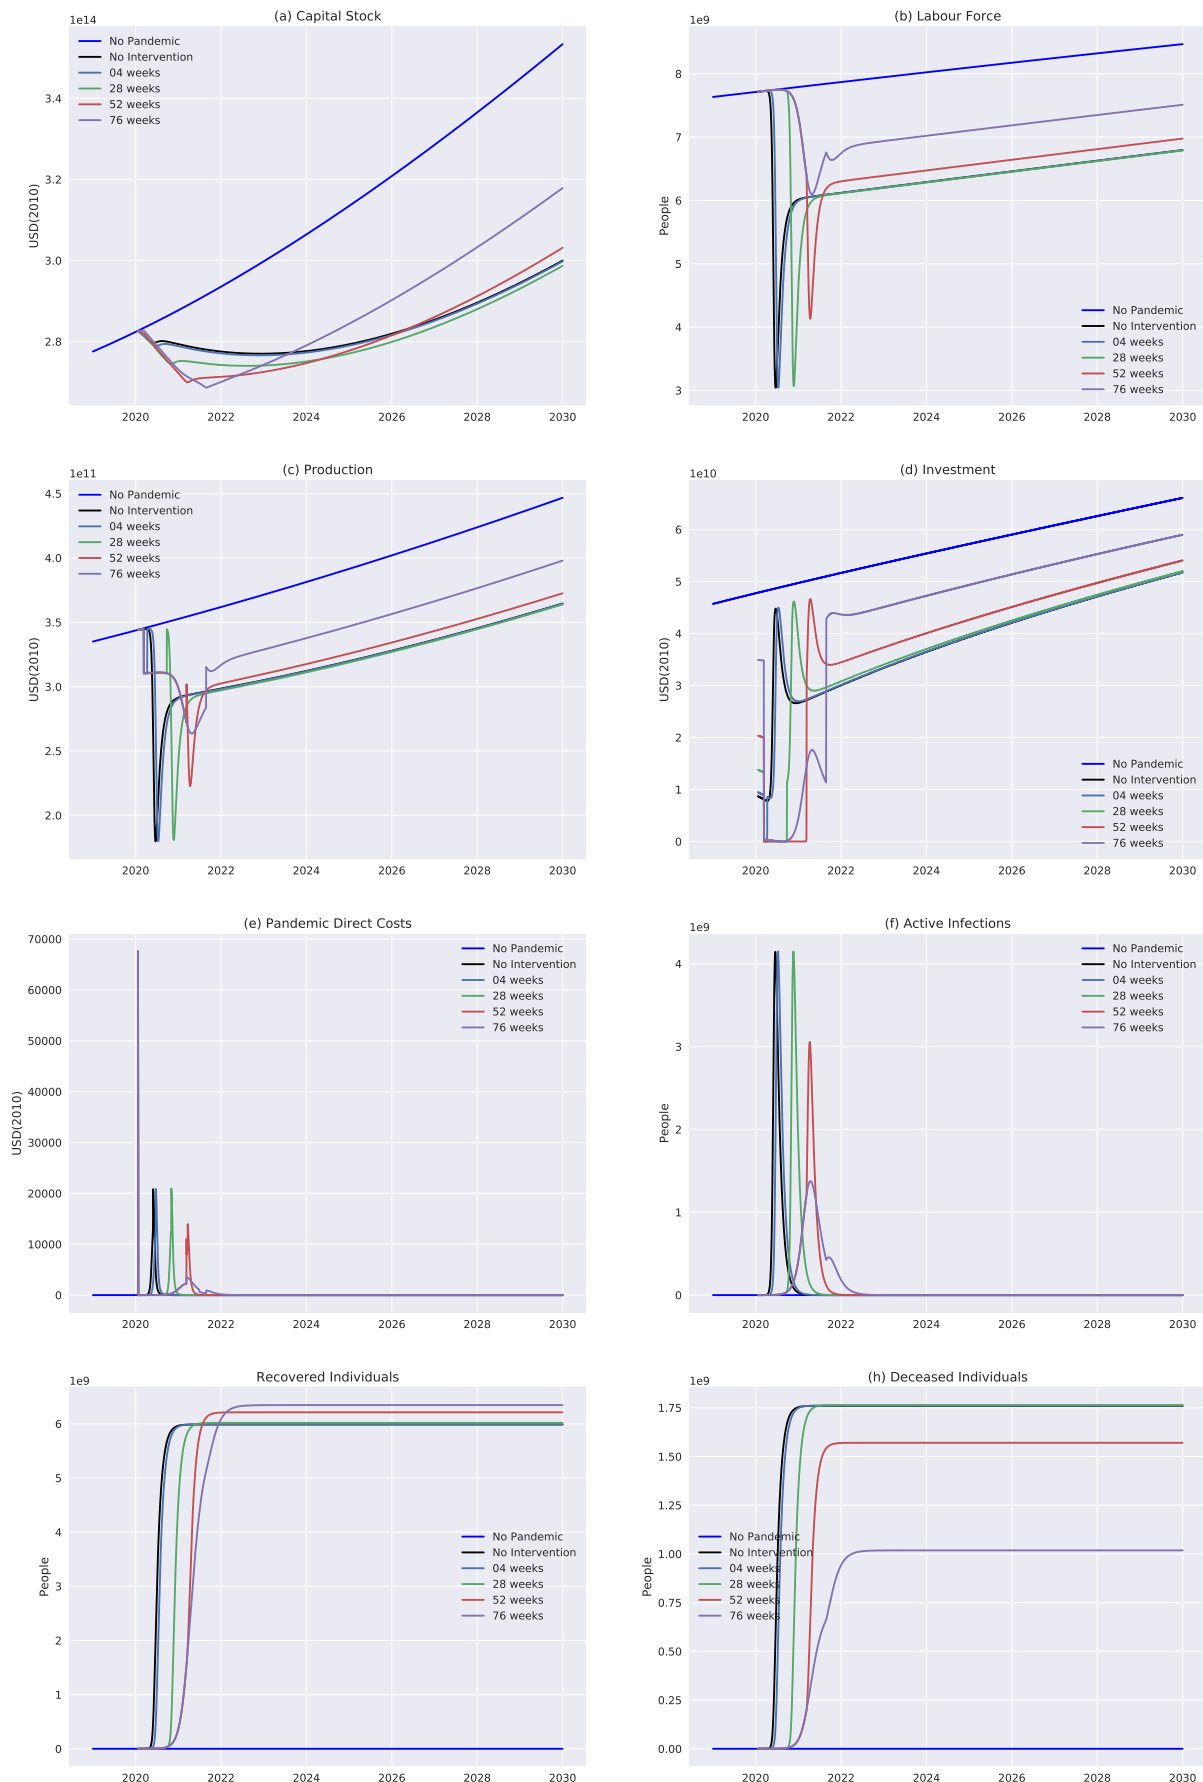 (a) Capital Stock
1e14
No Pandemic
No Intervention
04 weeks
28 weeks
52 weeks
76 weeks
3.4
3.2
3.0
2.8
USD(2010)
2020 2022 2024 2026 2028 2030
(b) Labour Force
1e9
8
7
6
5
4
3
People
No Pandemic
No Intervention
04 weeks
28 weeks
52 weeks
76 weeks
2020 2022 2024 2026 2028 2030
(c) Production
1e11
No Pandemic
No Intervention
04 weeks
28 weeks
52 weeks
76 weeks
4.5
4.0
3.5
3.0
2.5
2.0
USD(2010)
2020 2022 2024 2026 2028 2030
(d) Investment
1e10
6
5
4
3
2
1
0
USD(2010)
No Pandemic
No Intervention
04 weeks
28 weeks
52 weeks
76 weeks
2020 2022 2024 2026 2028 2030
(e) Pandemic Direct Costs
70000
60000
50000
40000
30000
20000
10000
0
USD(2010)
No Pandemic
No Intervention
04 weeks
28 weeks
52 weeks
76 weeks
2020 2022 2024 2026 2028 2030
(f) Active Infections
1e9
4
3
2
1
0
People
No Pandemic
No Intervention
04 weeks
28 weeks
52 weeks
76 weeks
2020 2022 2024 2026 2028 2030
Recovered Individuals
1e9
6
5
4
3
2
1
0
People
No Pandemic
No Intervention
04 weeks
28 weeks
52 weeks
76 weeks
2020 2022 2024 2026 2028 2030
(h) Deceased Individuals
1e9
1.75
1.50
1.25
1.00
0.75
0.50
0.25
0.00
People
No Pandemic
No Intervention
04 weeks
28 weeks
52 weeks
76 weeks
2020 2022 2024 2026 2028 2030